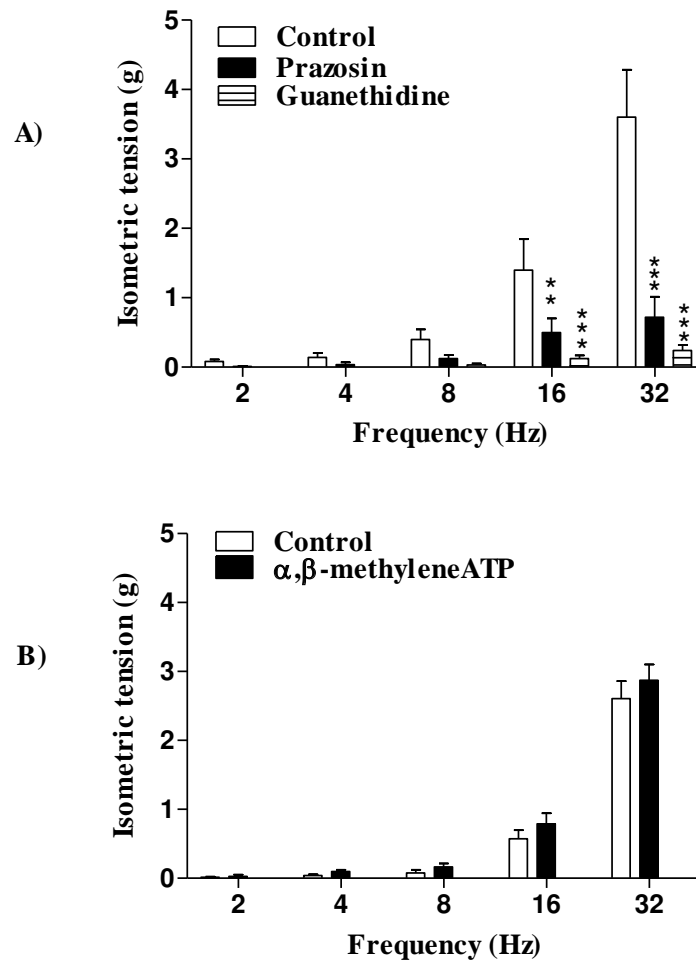 A)
Isometric tension (g)
5
4
3
2
1
0
Control
Prazosin
Guanethidine
**
***
***
***
2 4 8 16 32
Frequency (Hz)
B)
Isometric tension (g)
5
4
3
2
1
0
Control
α,β-methyleneATP
2 4 8 16 32
Frequency (Hz)